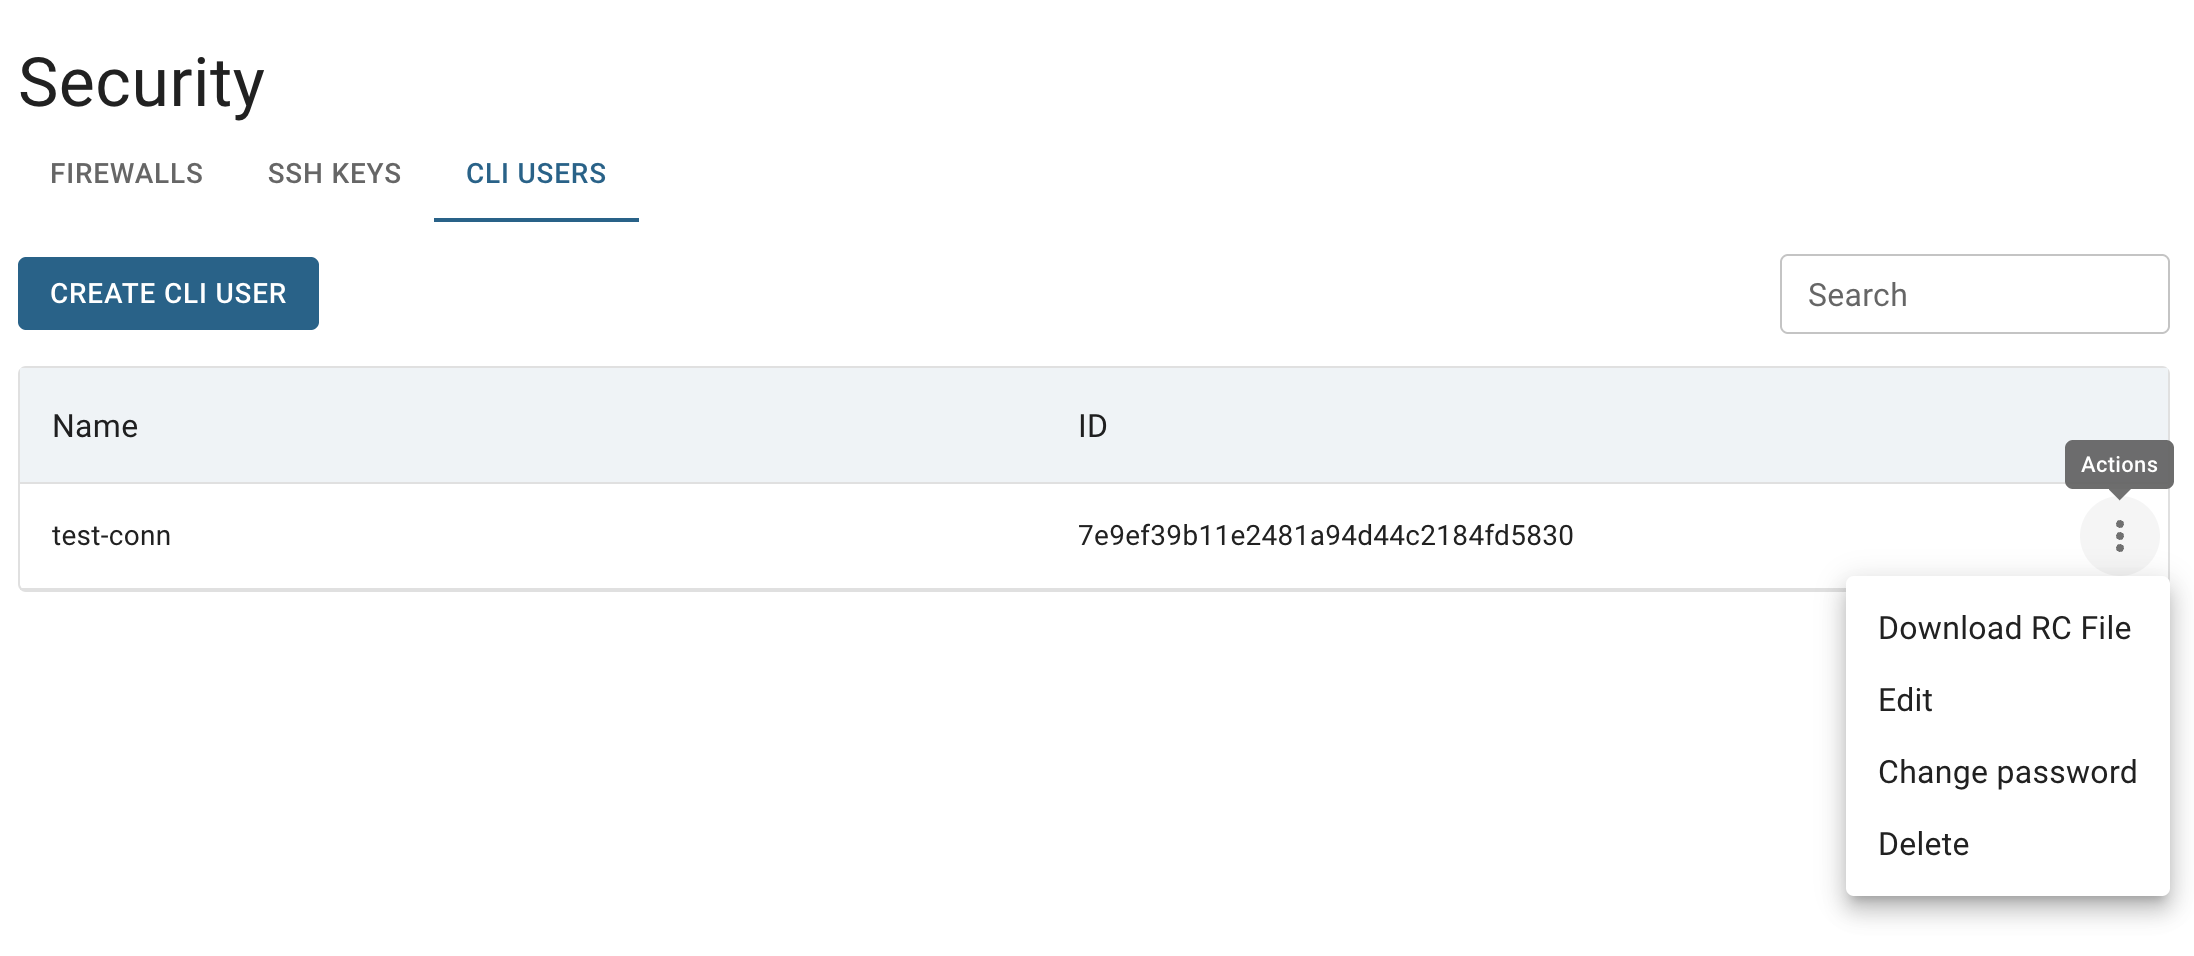 Security
FIREWALLS SSH KEYS CLI USERS
CREATE CLI USER Search
Name ID
Actions
test-conn 7e9ef39b11e2481a94d44c2184fd5830
Download RC File
Edit
Change password
Delete